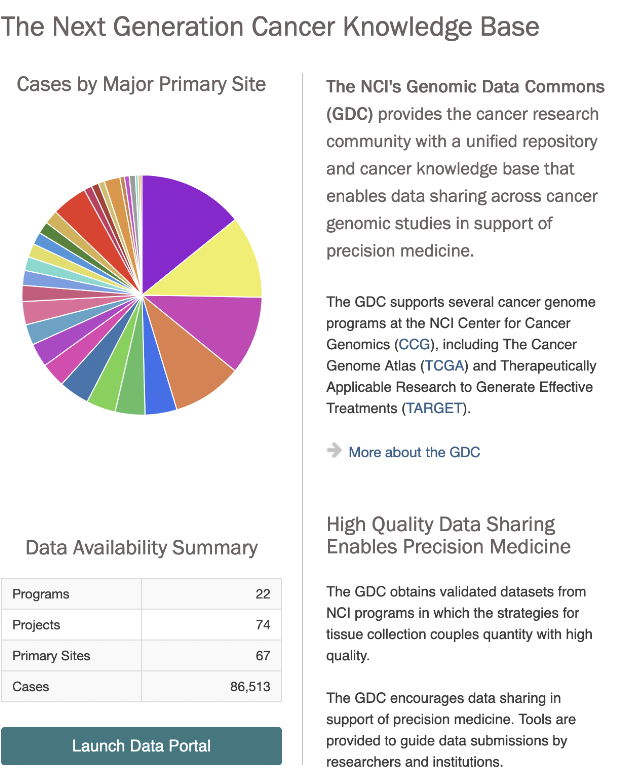 The Next Generation Cancer Knowledge Base
Cases by Major Primary Site
Data Availability Summary
Programs 22
Projects 74
Primary Sites 67
Cases 86,513
Launch Data Portal
The NCI's Genomic Data Commons
(GDC) provides the cancer research
community with a unified repository
and cancer knowledge base that
enables data sharing across cancer
genomic studies in support of
precision medicine.
The GDC supports several cancer genome
programs at the NCI Center for Cancer
Genomics (CCG), including The Cancer
Genome Atlas (TCGA) and Therapeutically
Applicable Research to Generate Effective
Treatments (TARGET).
More about the GDC
High Quality Data Sharing
Enables Precision Medicine
The GDC obtains validated datasets from
NCI programs in which the strategies for
tissue collection couples quantity with high
quality.
The GDC encourages data sharing in
support of precision medicine. Tools are
provided to guide data submissions by
researchers and institutions.